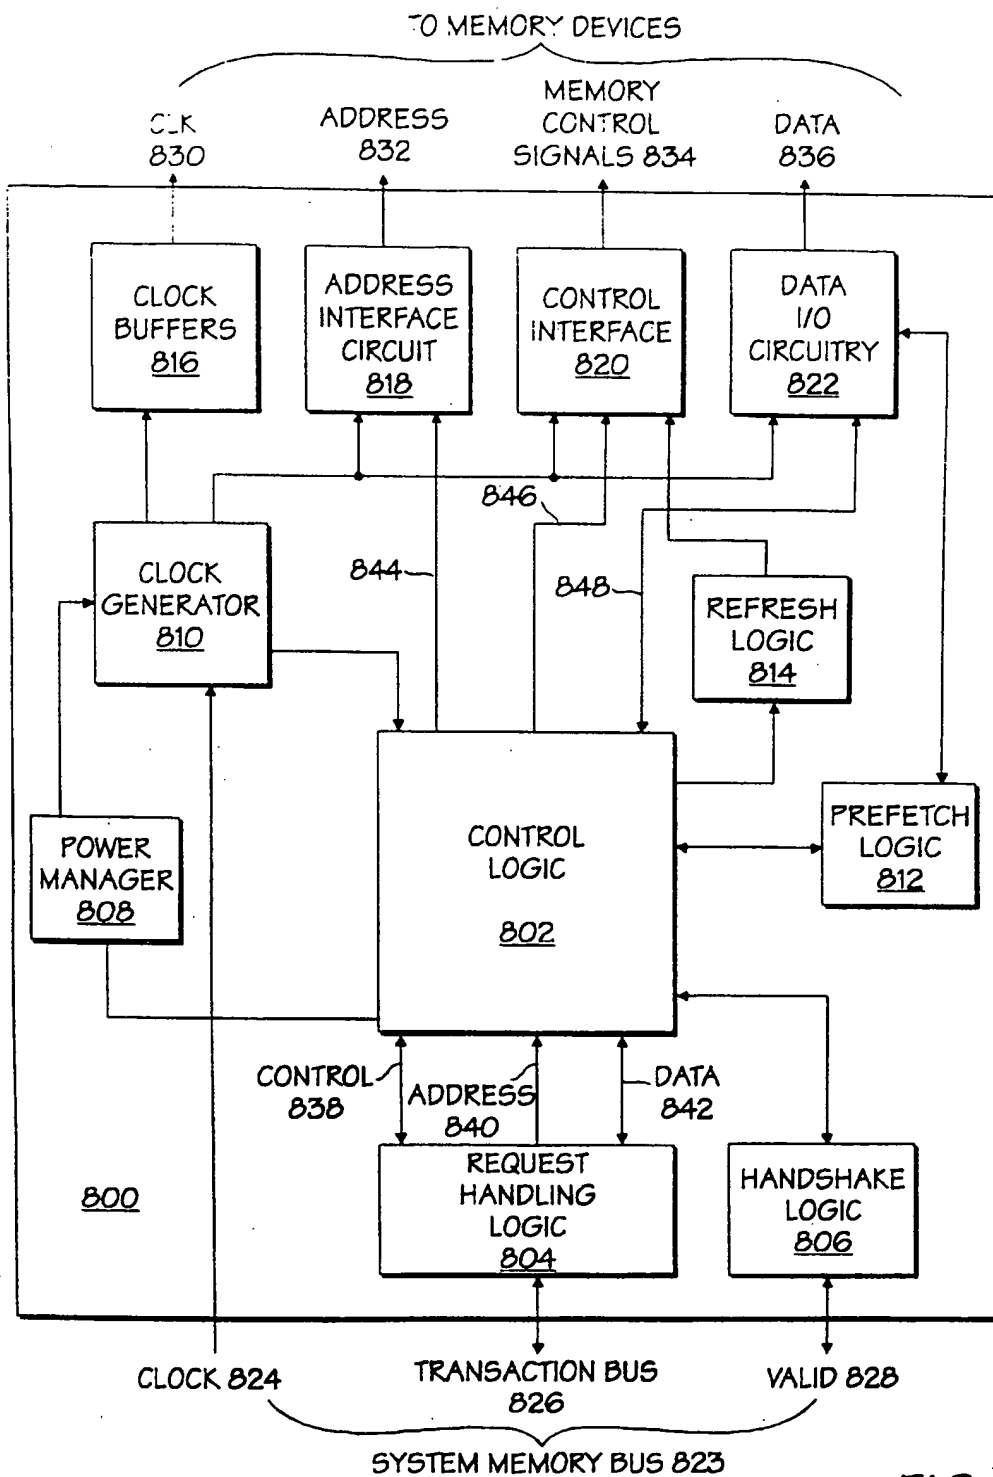 TO MEMORY DEVICES
CLK
830
ADDRESS
832
MEMORY
CONTROL
SIGNALS 834
DATA
836
CLOCK
BUFFERS
816
ADDRESS
INTERFACE
CIRCUIT
818
CONTROL
INTERFACE
820
DATA
I/O
CIRCUITRY
822
846
844
848
CLOCK
GENERATOR
810
REFRESH
LOGIC
814
POWER
MANAGER
808
CONTROL
LOGIC
802
PREFETCH
LOGIC
812
CONTROL
838
ADDRESS
840
DATA
842
800
REQUEST
HANDLING
LOGIC
804
HANDSHAKE
LOGIC
806
CLOCK 824
TRANSACTION BUS
826
VALID 828
SYSTEM MEMORY BUS 823